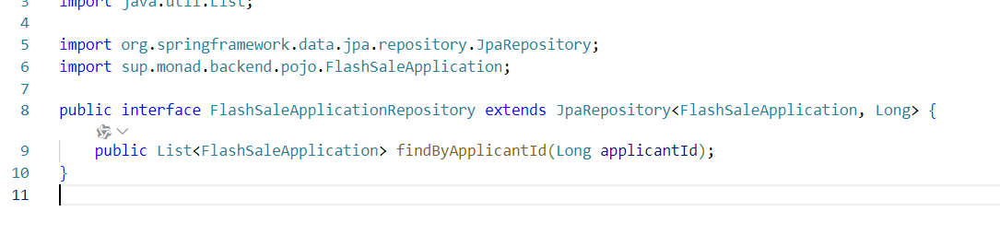 3 import java.util.List;
4
5 import org.springframework.data.jpa.repository.JpaRepository;
6 import sup.monad.backend.pojo.FlashSaleApplication;
7
8 public interface FlashSaleApplicationRepository extends JpaRepository<FlashSaleApplication, Long> {
9 public List<FlashSaleApplication> findByApplicantId(Long applicantId);
10 }
11